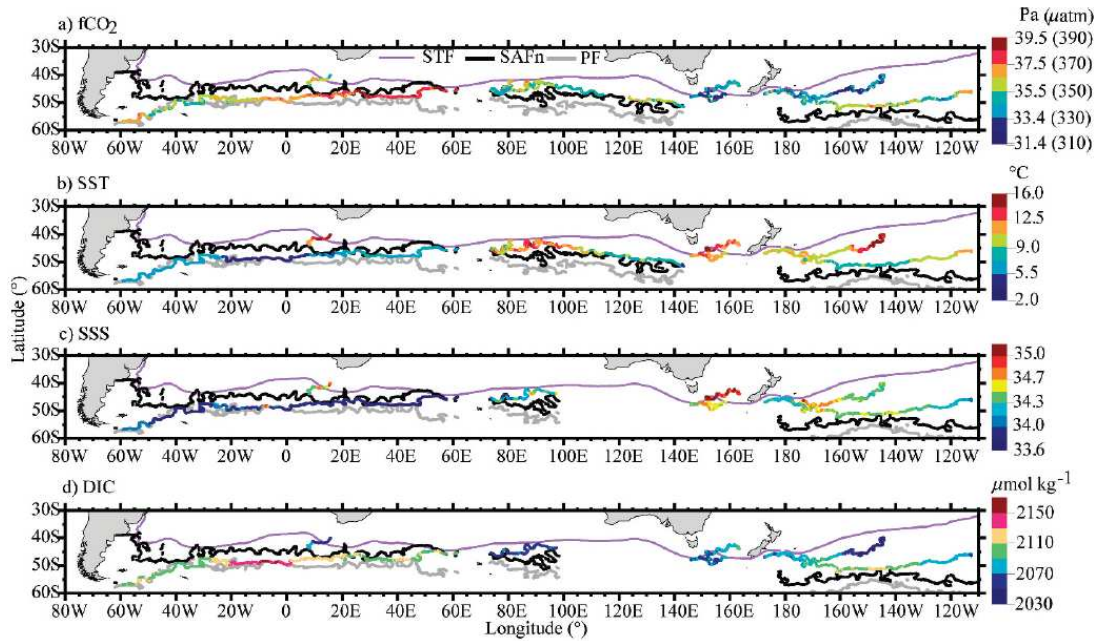 Pa (µatm)
a) fCO₂
30S STF SAFn PF 39.5 (390)
40S 37.5 (370)
50S 35.5 (350)
60S 33.4 (330)
31.4 (310)
80W 60W 40W 20W 0 20E 40E 60E 80E 100E 120E 140E 160E 180 160W 140W 120W
b) SST °C
30S 16.0
40S 12.5
50S 9.0
60S 5.5
2.0
80W 60W 40W 20W 0 20E 40E 60E 80E 100E 120E 140E 160E 180 160W 140W 120W
Latitude (°)
c) SSS
30S 35.0
40S 34.7
50S 34.3
60S 34.0
33.6
80W 60W 40W 20W 0 20E 40E 60E 80E 100E 120E 140E 160E 180 160W 140W 120W
d) DIC µmol kg⁻¹
30S 2150
40S 2110
50S 2070
60S 2030
80W 60W 40W 20W 0 20E 40E 60E 80E 100E 120E 140E 160E 180 160W 140W 120W
Longitude (°)